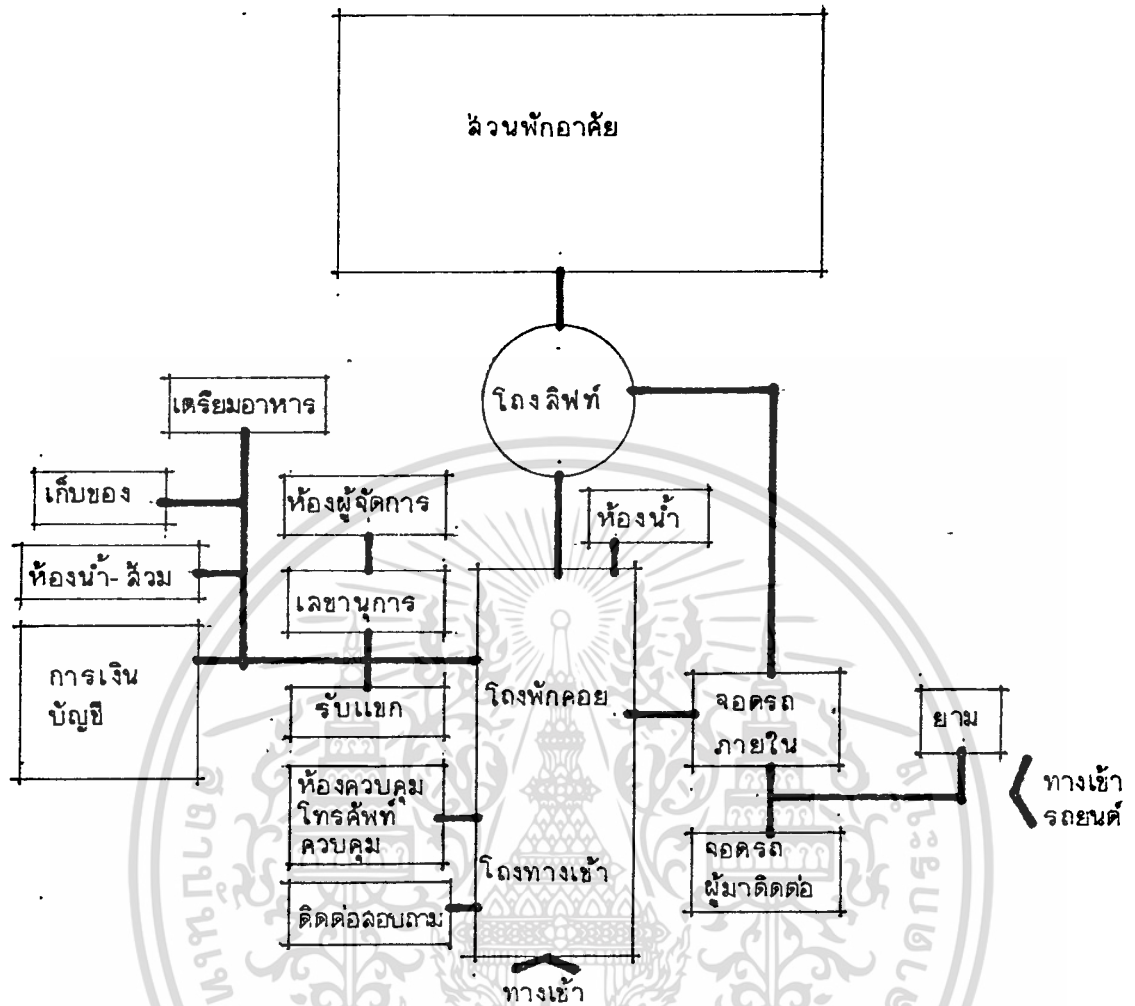 ส่วนพักอาศัย
โถงลิฟท์
เตรียมอาหาร
เก็บของ
ห้องผู้จัดการ
ห้องน้ำ
ห้องน้ำ-ส้วม
เลขานุการ
การเงิน
บัญชี
โถงพักคอย
รับแขก
จอดรถ
ภายใน
ยาม
ทางเข้า
รถยนต์
ห้องควบคุม
โทรศัพท์
ควบคุม
โถงทางเข้า
จอดรถ
ผู้มาติดต่อ
ติดต่อสอบถาม
ทางเข้า